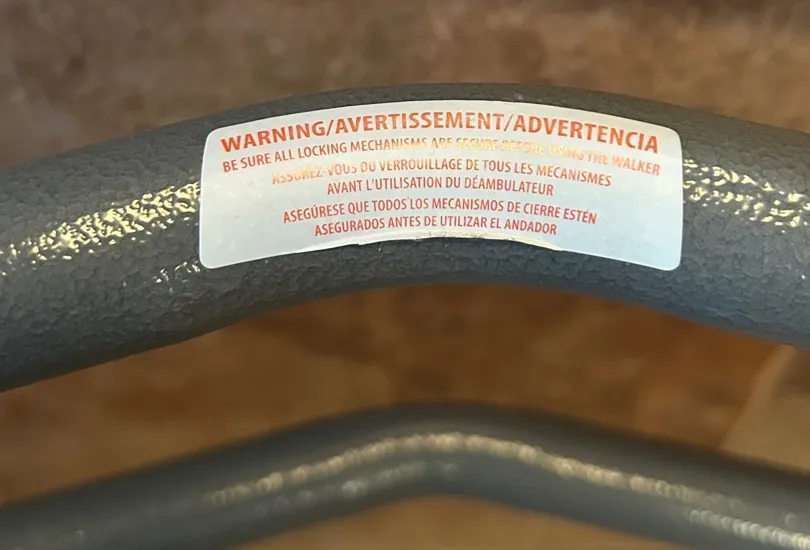 WARNING/AVERTISSEMENT/ADVERTENCIA
BE SURE ALL LOCKING MECHANISMS ARE SECURE BEFORE USING THE WALKER
ASSUREZ-VOUS DU VERROUILLAGE DE TOUS LES MECANISMES
AVANT L'UTILISATION DU DÉAMBULATEUR
ASEGÚRESE QUE TODOS LOS MECANISMOS DE CIERRE ESTÉN
ASEGURADOS ANTES DE UTILIZAR EL ANDADOR